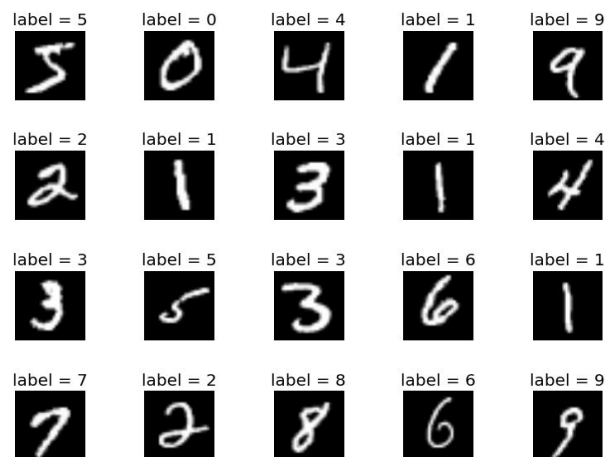 label = 5 label = 0 label = 4 label = 1 label = 9
5 0 4 1 9
label = 2 label = 1 label = 3 label = 1 label = 4
2 1 3 1 4
label = 3 label = 5 label = 3 label = 6 label = 1
3 5 3 6 1
label = 7 label = 2 label = 8 label = 6 label = 9
7 2 8 6 9